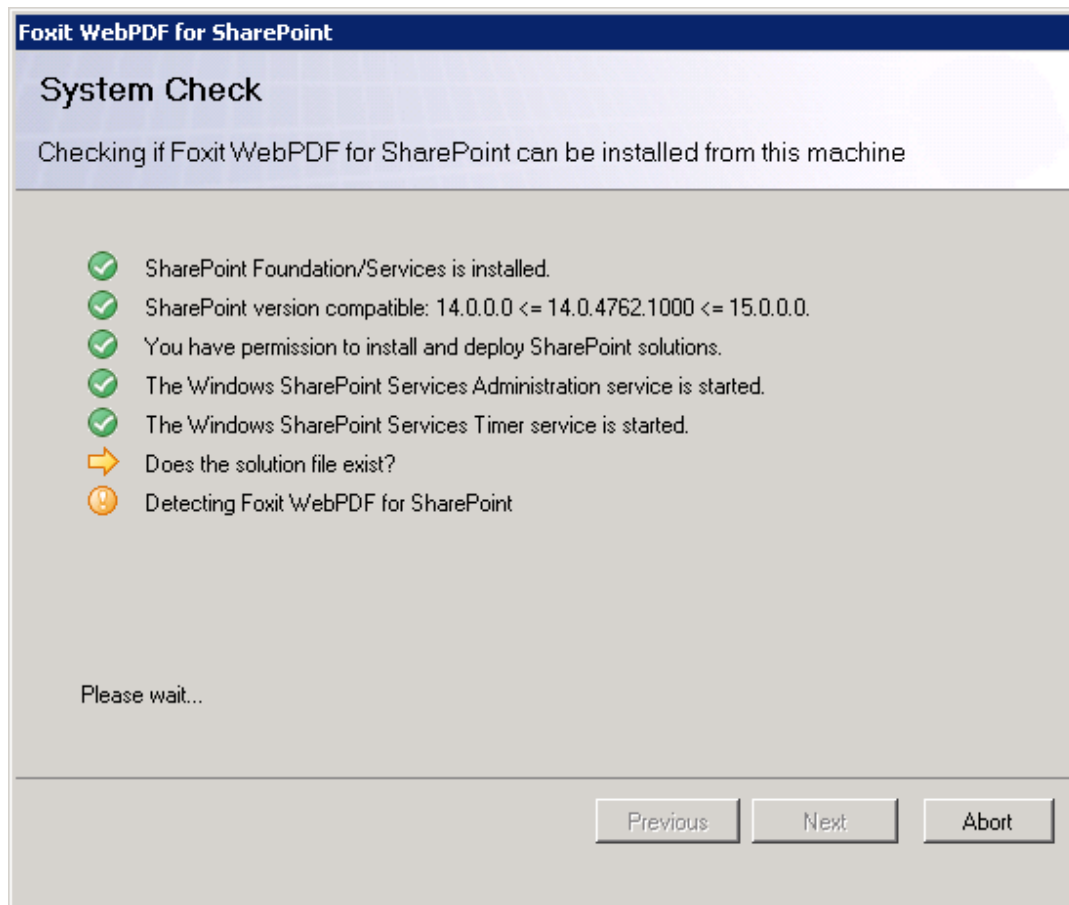 Foxit WebPDF for SharePoint
System Check
Checking if Foxit WebPDF for SharePoint can be installed from this machine
SharePoint Foundation/Services is installed.
SharePoint version compatible: 14.0.0.0 <= 14.0.4762.1000 <= 15.0.0.0.
You have permission to install and deploy SharePoint solutions.
The Windows SharePoint Services Administration service is started.
The Windows SharePoint Services Timer service is started.
Does the solution file exist?
Detecting Foxit WebPDF for SharePoint
Please wait...
Previous Next Abort